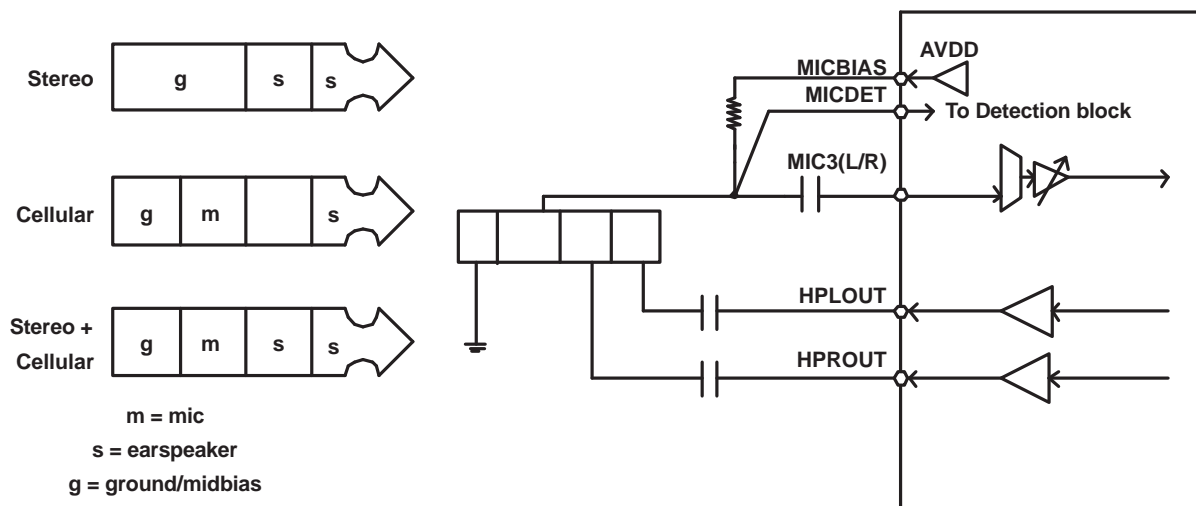 Stereo
g
s
s
Cellular
g
m
s
Stereo +
Cellular
g
m
s
s
m = mic
s = earspeaker
g = ground/midbias
AVDD
MICBIAS
MICDET
To Detection block
MIC3(L/R)
HPLOUT
HPROUT